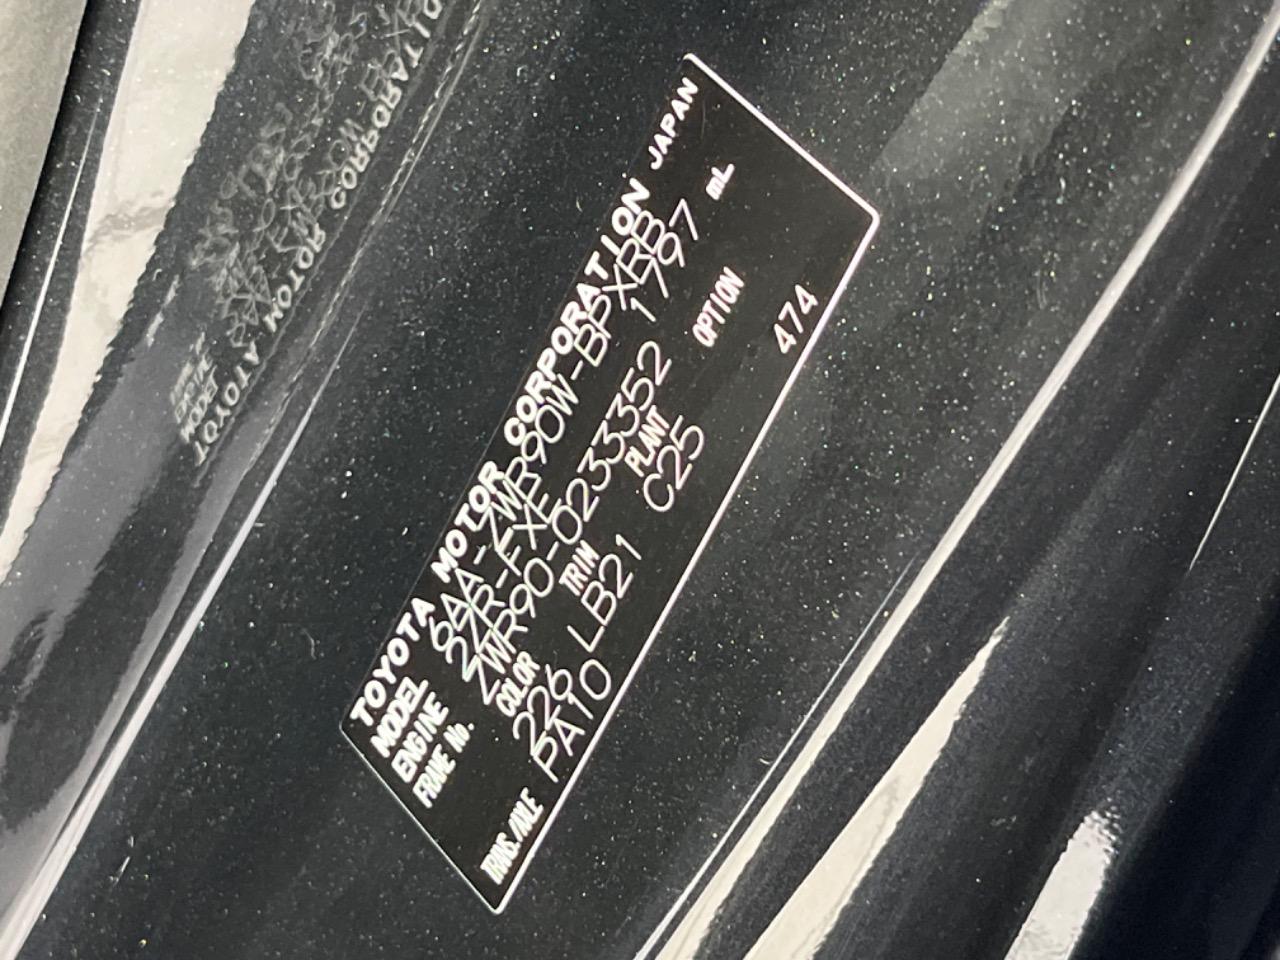 TOYOTA MOTOR CORPORATION JAPAN
MODEL 6AA-ZWR90W-BPXRB
ENGINE 2ZR-FXE 1797 mL
FRAME No. ZWR90-0233352
COLOR TRIM PLANT OPTION
226 LB21 C25
TRANS./AXLE PA10 474